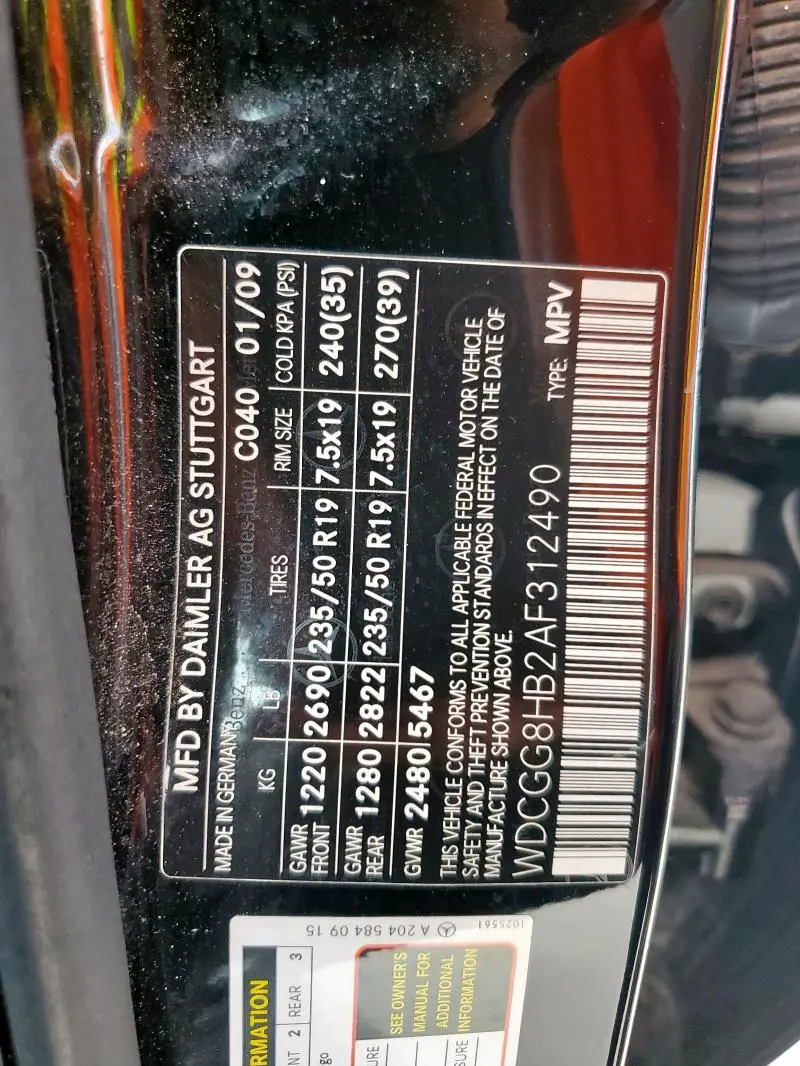 MFD BY DAIMLER AG STUTTGART
MADE IN GERMANY C040 01/09
KG LB TIRES RIM SIZE COLD KPA (PSI)
GAWR FRONT 1220 2690 235/50 R19 7.5x19 240(35)
GAWR REAR 1280 2822 235/50 R19 7.5x19 270(39)
GVWR 2480 5467
THIS VEHICLE CONFORMS TO ALL APPLICABLE FEDERAL MOTOR VEHICLE
SAFETY AND THEFT PREVENTION STANDARDS IN EFFECT ON THE DATE OF
MANUFACTURE SHOWN ABOVE.
WDCGG8HB2AF312490 TYPE: MPV
A 204 584 09 15
1025561
RMATION
NT 2 REAR 3
SEE OWNER'S
MANUAL FOR
ADDITIONAL
INFORMATION